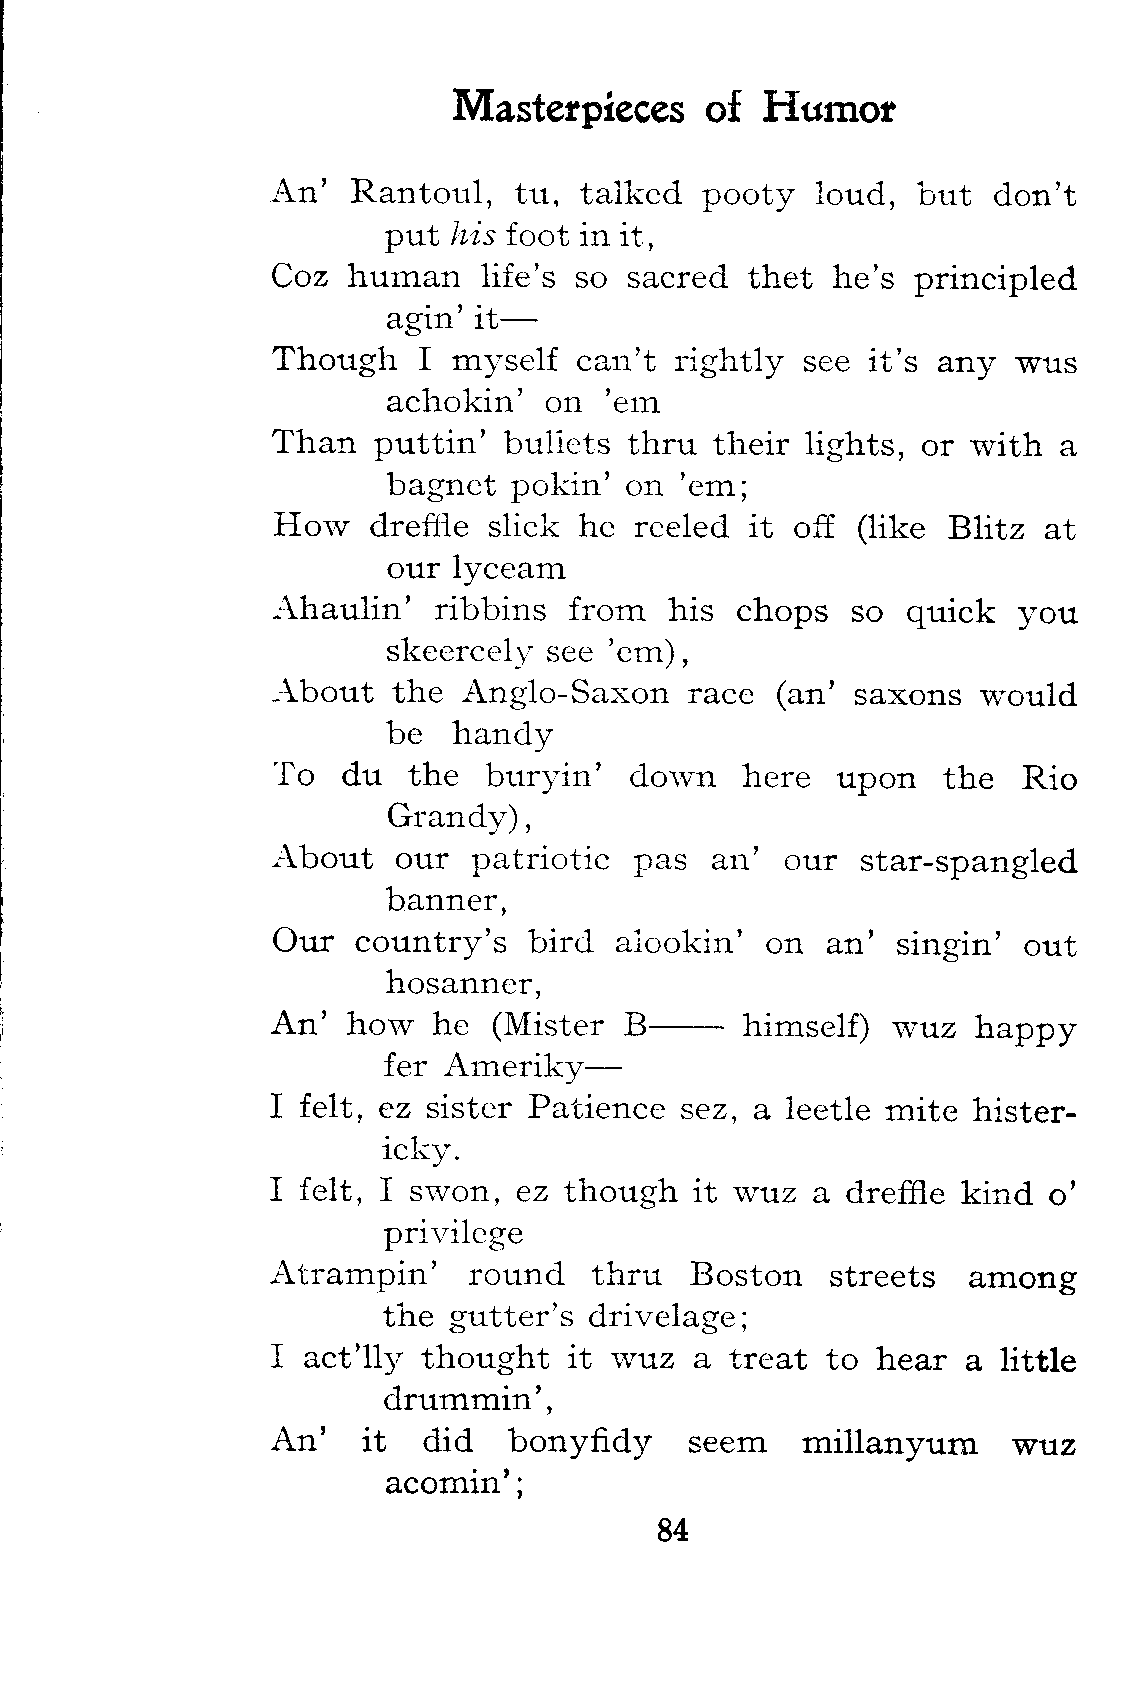 Masterpieces of Humor
An' Rantoul, tu, talked pooty loud, but don't
put his foot in it,
Coz human life's so sacred thet he's principled
agin' it—
Though I myself can't rightly see it's any wus
achokin' on 'em
Than puttin' bullets thru their lights, or with a
bagnet pokin' on 'em;
How dreffle slick he reeled it off (like Blitz at
our lyceam
Ahaulin' ribbins from his chops so quick you
skeercely see 'em),
About the Anglo-Saxon race (an' saxons would
be handy
To du the buryin' down here upon the Rio
Grandy),
About our patriotic pas an' our star-spangled
banner,
Our country's bird alookin' on an' singin' out
hosanner,
An' how he (Mister B—— himself) wuz happy
fer Ameriky—
I felt, ez sister Patience sez, a leetle mite hister-
icky.
I felt, I swon, ez though it wuz a dreffle kind o'
privilege
Atrampin' round thru Boston streets among
the gutter's drivelage;
I act'lly thought it wuz a treat to hear a little
drummin',
An' it did bonyfidy seem millanyum wuz
acomin';
84